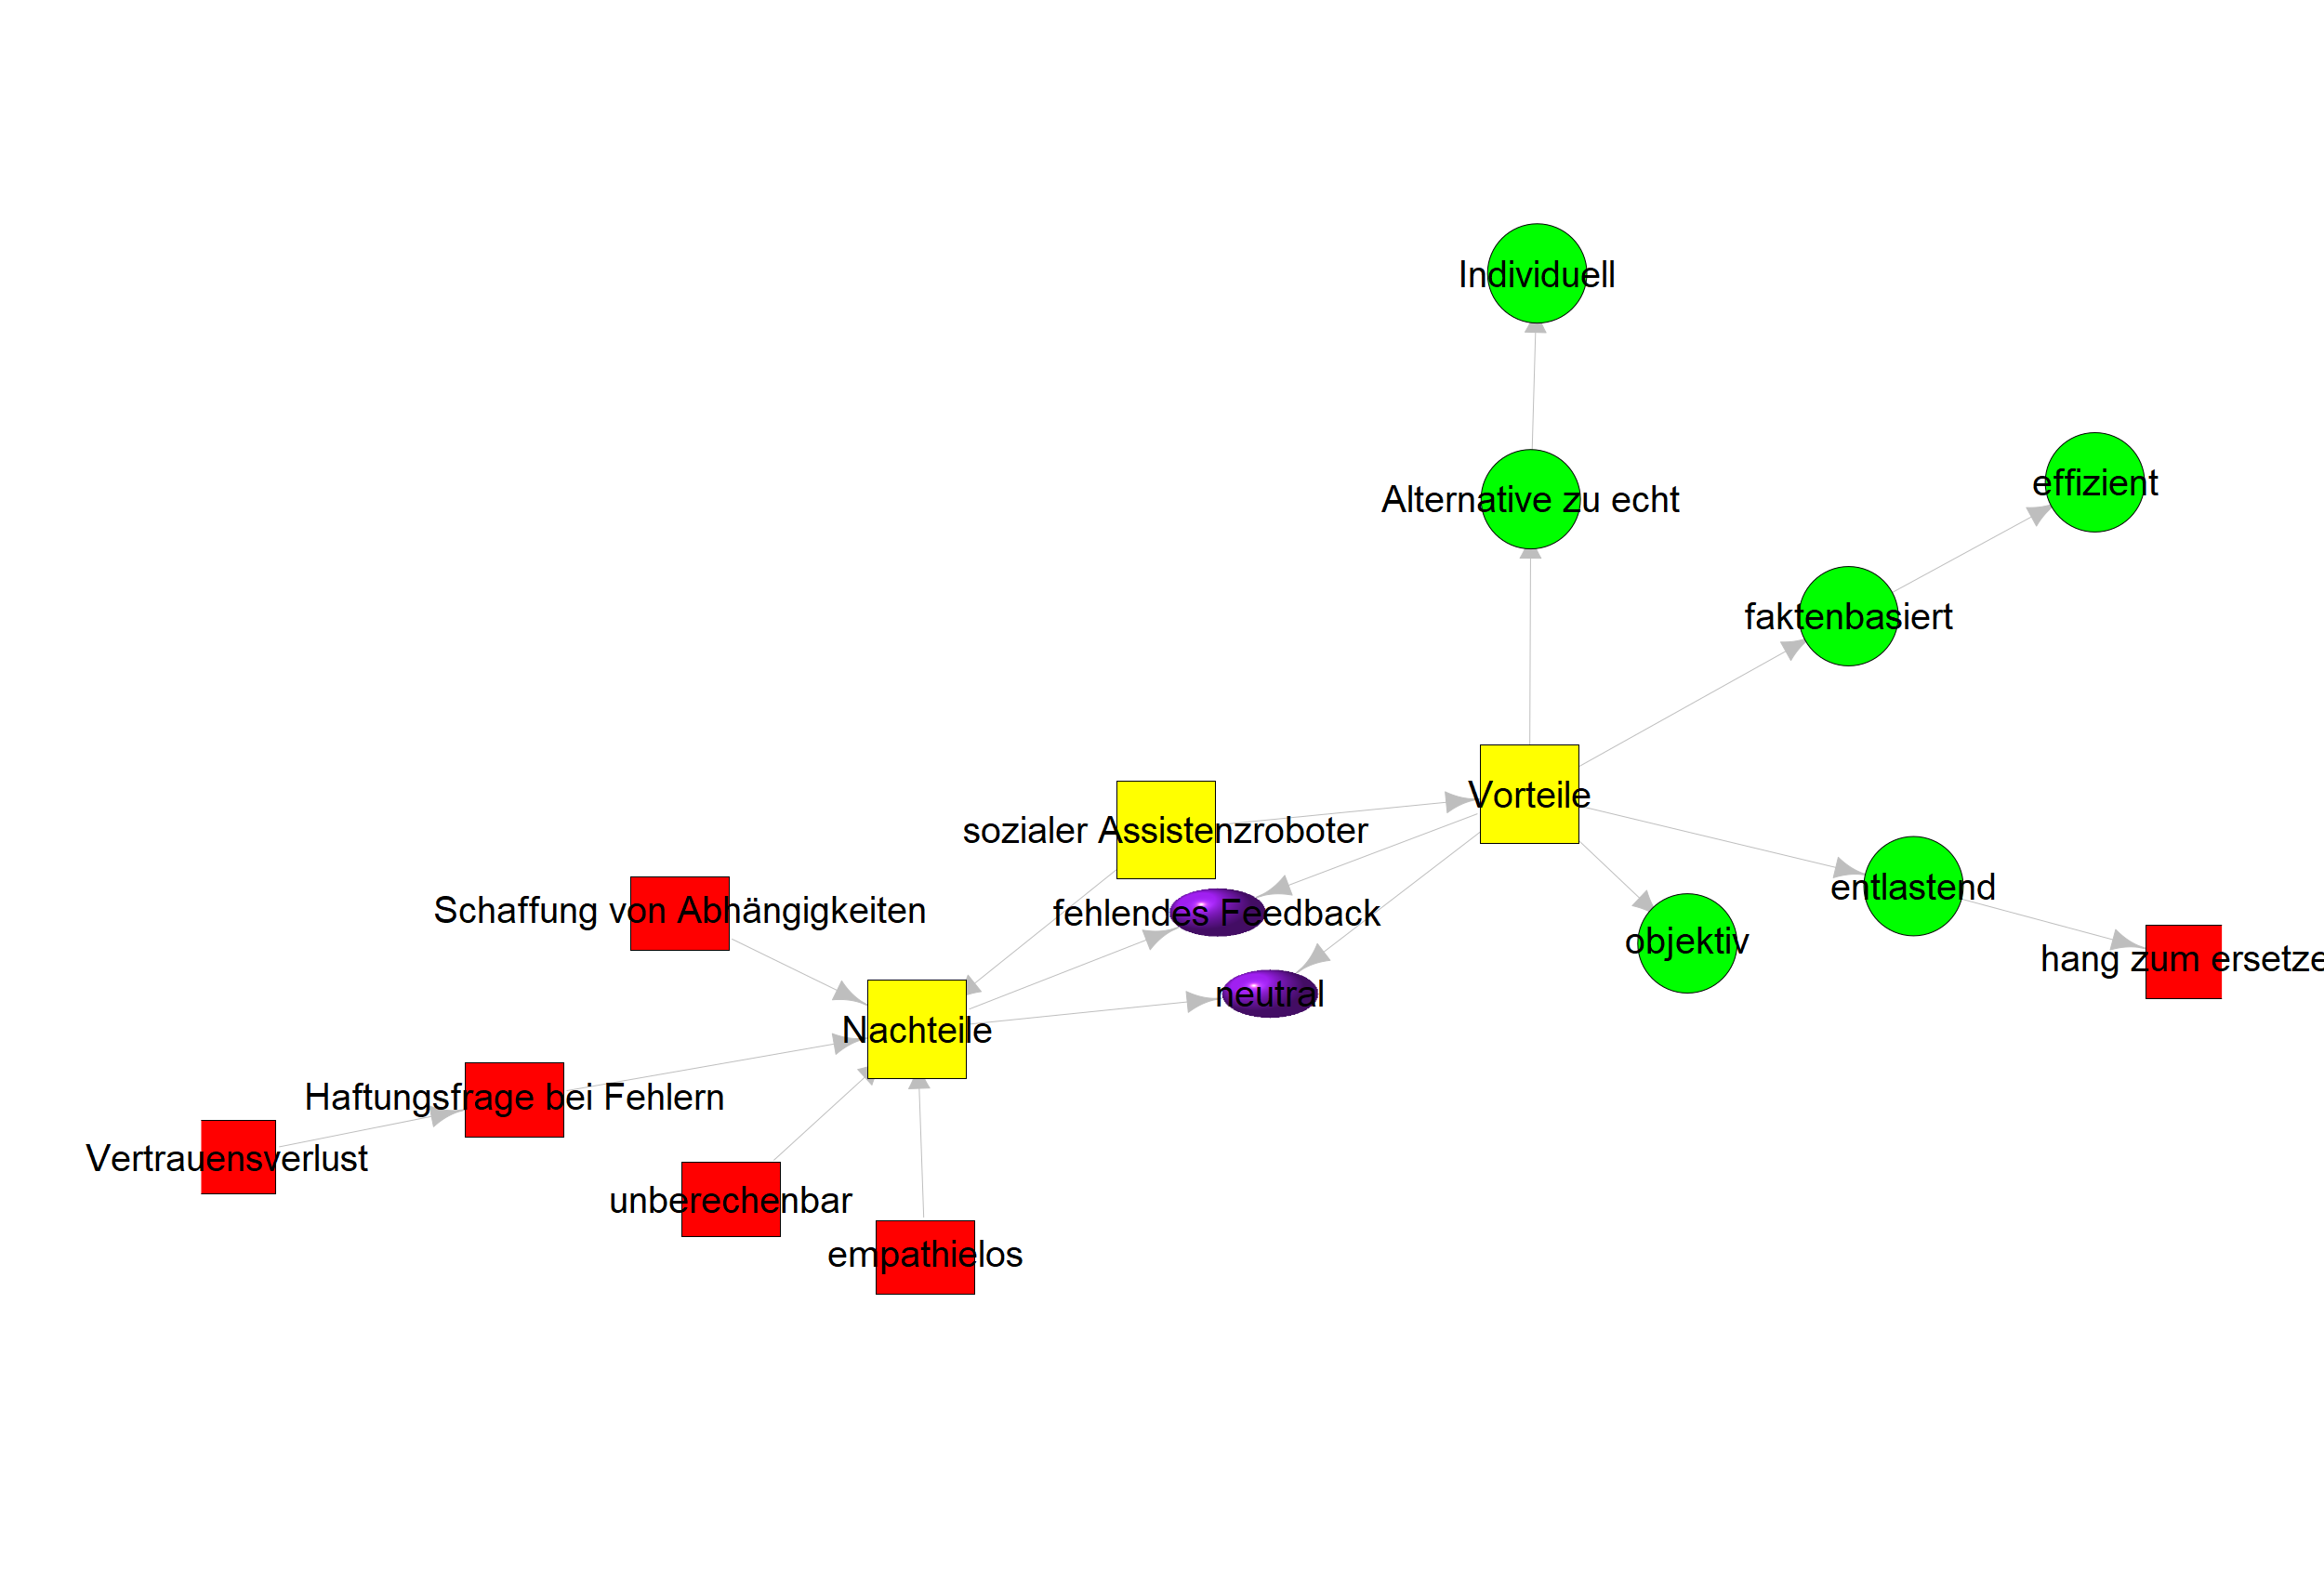 Individuell
effizient
Alternative zu echt
faktenbasiert
Vorteile
sozialer Assistenzroboter
entlastend
Schaffung von Abhängigkeiten
fehlendes Feedback
objektiv
hang zum ersetze
neutral
Nachteile
Haftungsfrage bei Fehlern
Vertrauensverlust
unberechenbar
empathielos